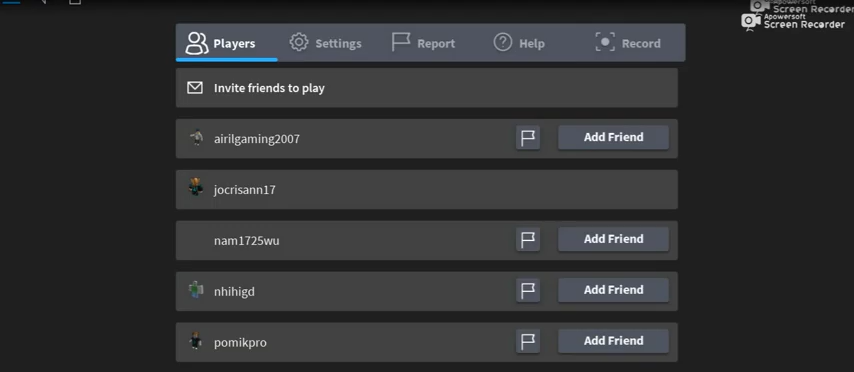 Apowersoft
Screen Recorder
Apowersoft
Screen Recorder
Players
Settings
Report
Help
Record
Invite friends to play
airilgaming2007
Add Friend
jocrisann17
nam1725wu
Add Friend
nhihigd
Add Friend
pomikpro
Add Friend